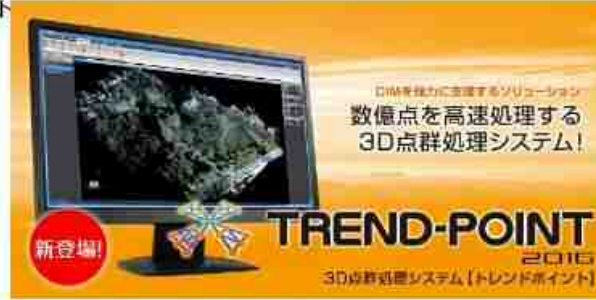 ト
CIMを強力に支援するソリューション
数億点を高速処理する
3D点群処理システム!
新登場!
TREND-POINT
2016
3D点群処理システム【トレンドポイント】